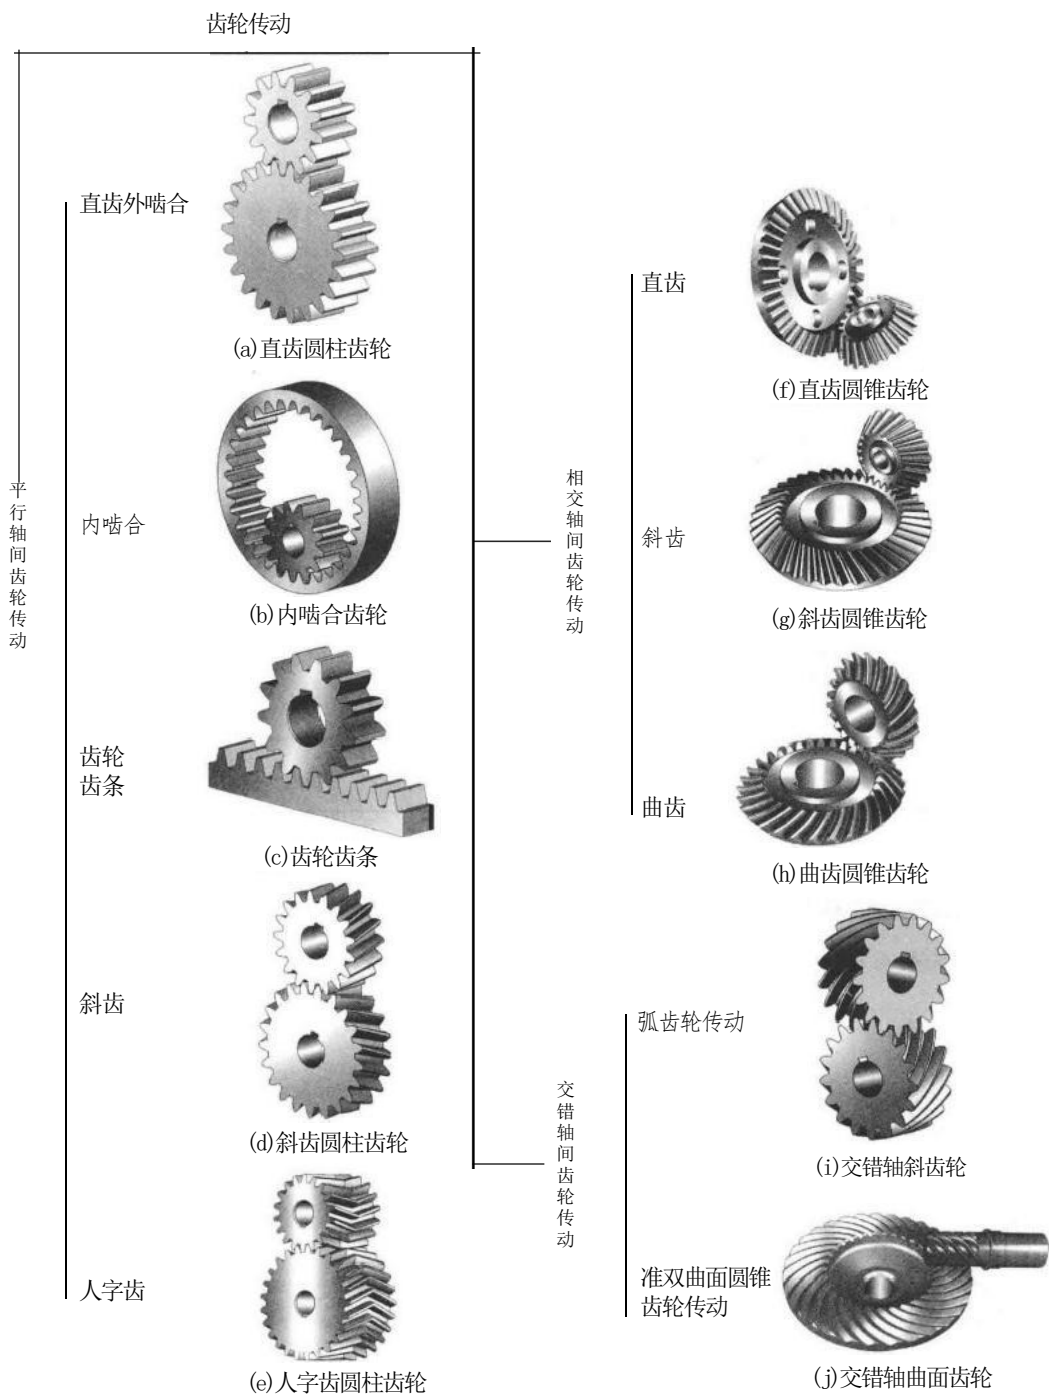 齿轮传动
平行轴间齿轮传动
直齿外啮合
(a)直齿圆柱齿轮
内啮合
(b)内啮合齿轮
齿轮
齿条
(c)齿轮齿条
斜齿
(d)斜齿圆柱齿轮
人字齿
(e)人字齿圆柱齿轮
相交轴间齿轮传动
直齿
(f)直齿圆锥齿轮
斜齿
(g)斜齿圆锥齿轮
曲齿
(h)曲齿圆锥齿轮
交错轴间齿轮传动
弧齿轮传动
(i)交错轴斜齿轮
准双曲面圆锥
齿轮传动
(j)交错轴曲面齿轮